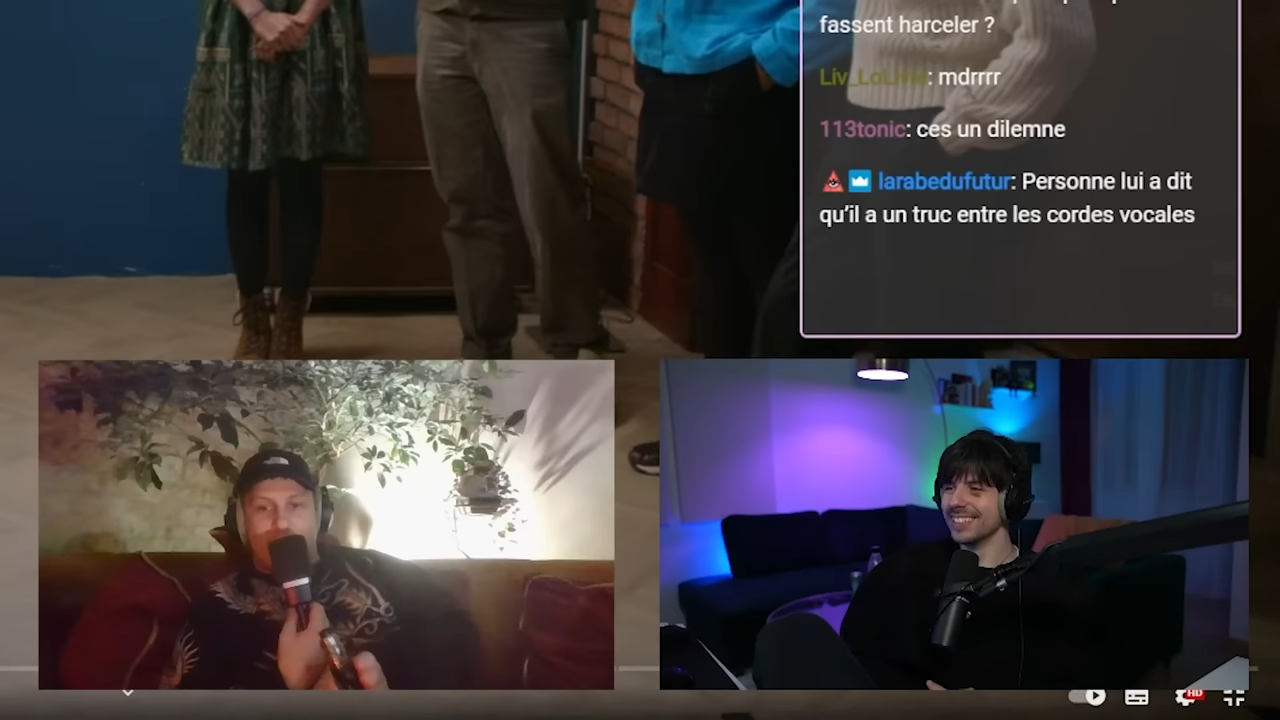 fassent harceler ?
: mdrrrr
113tonic: ces un dilemne
larabedufutur: Personne lui a dit
qu’il a un truc entre les cordes vocales
HD